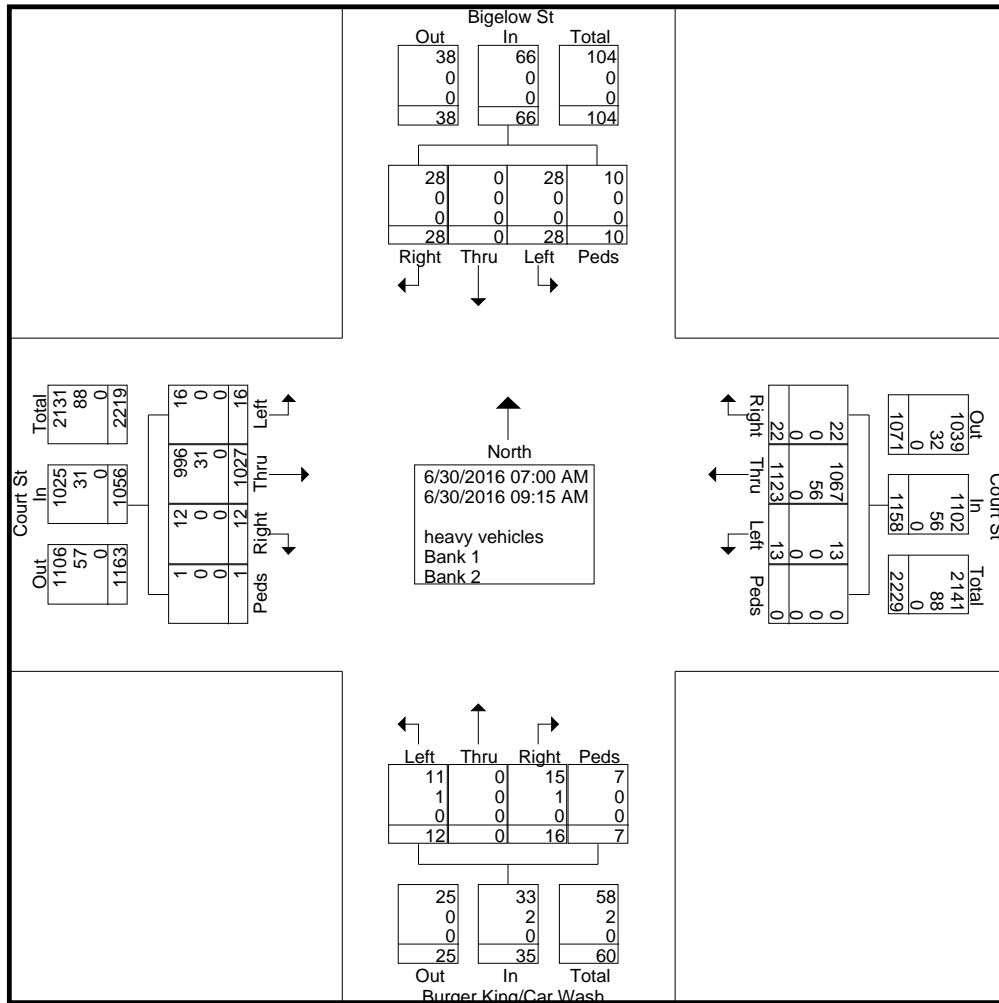 Bigelow St
Out In Total
38 66 104
0 0 0
0 0 0
38 66 104
28 0 28 10
0 0 0 0
0 0 0 0
28 0 28 10
Right Thru Left Peds
Court St
Total In Out
2131 1025 1106
88 31 57
0 0 0
2219 1056 1163
Left Thru Right Peds
16 996 12 1
0 31 0 0
0 0 0 0
16 1027 12 1
North
6/30/2016 07:00 AM
6/30/2016 09:15 AM
heavy vehicles
Bank 1
Bank 2
Right Thru Left Peds
22 1067 13 0
0 56 0 0
0 0 0 0
22 1123 13 0
Court St
Out In Total
1039 1102 2141
32 56 88
0 0 0
1071 1158 2229
Left Thru Right Peds
11 0 15 7
1 0 1 0
0 0 0 0
12 0 16 7
25 33 58
0 2 2
0 0 0
25 35 60
Out In Total
Burger King/Car Wash